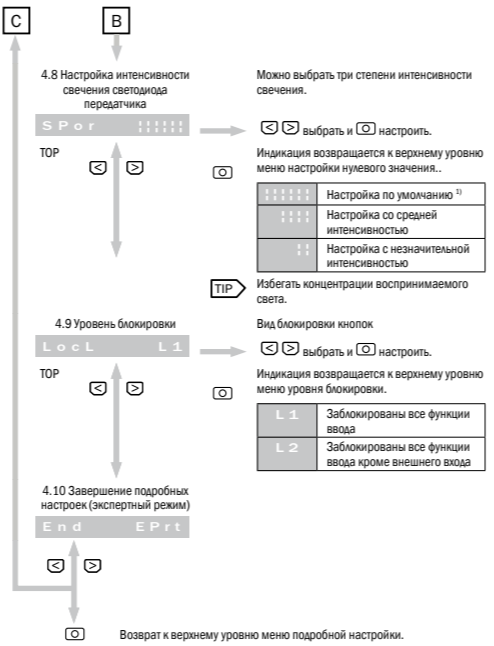 C
B
4.8 Настройка интенсивности
свечения светодиода
передатчика
SPor ¦¦¦¦¦¦
TOP
Можно выбрать три степени интенсивности
свечения.
< > выбрать и O настроить.
Индикация возвращается к верхнему уровню
меню настройки нулевого значения..
O
¦¦¦¦¦¦ Настройка по умолчанию 1)
¦¦¦¦ Настройка со средней
интенсивностью
¦¦ Настройка с незначительной
интенсивностью
TIP Избегать концентрации воспринимаемого
света.
4.9 Уровень блокировки
LocL L1
TOP
Вид блокировки кнопок
< > выбрать и O настроить.
Индикация возвращается к верхнему уровню
меню уровня блокировки.
O
L1 Заблокированы все функции
ввода
L2 Заблокированы все функции
ввода кроме внешнего входа
4.10 Завершение подробных
настроек (экспертный режим)
End EPrt
< >
O Возврат к верхнему уровню меню подробной настройки.